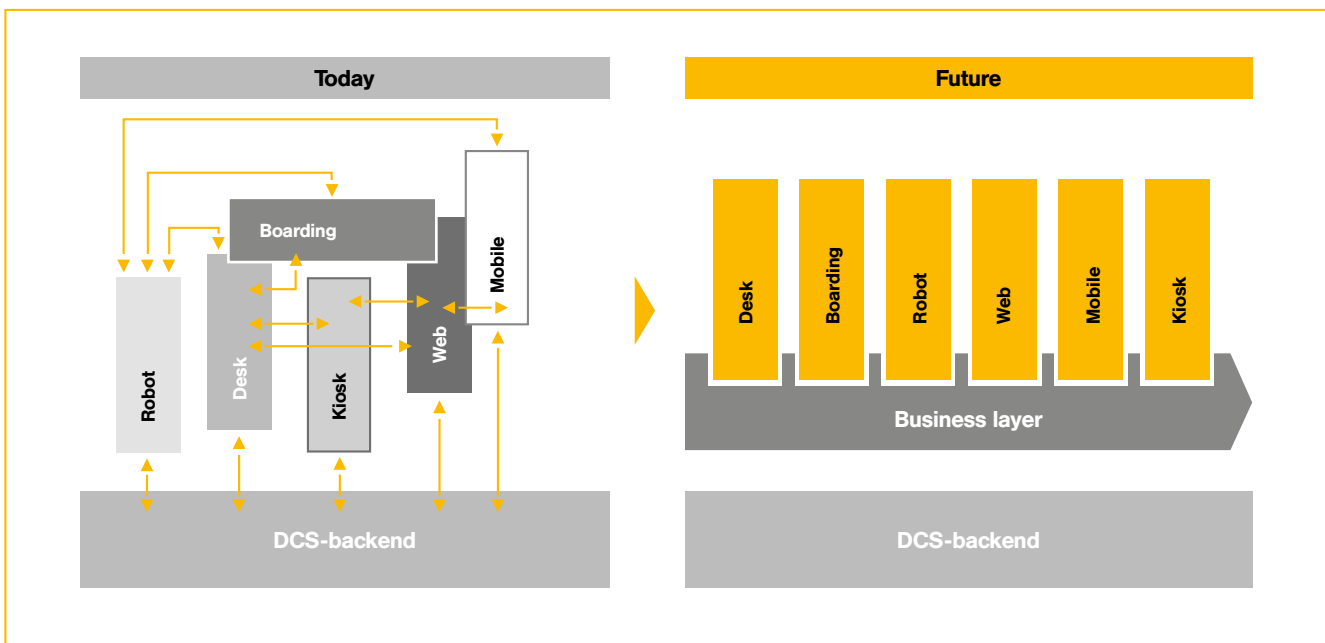 Today
Boarding
Mobile
Web
Desk
Kiosk
Robot
DCS-backend
Future
Desk
Boarding
Robot
Web
Mobile
Kiosk
Business layer
DCS-backend